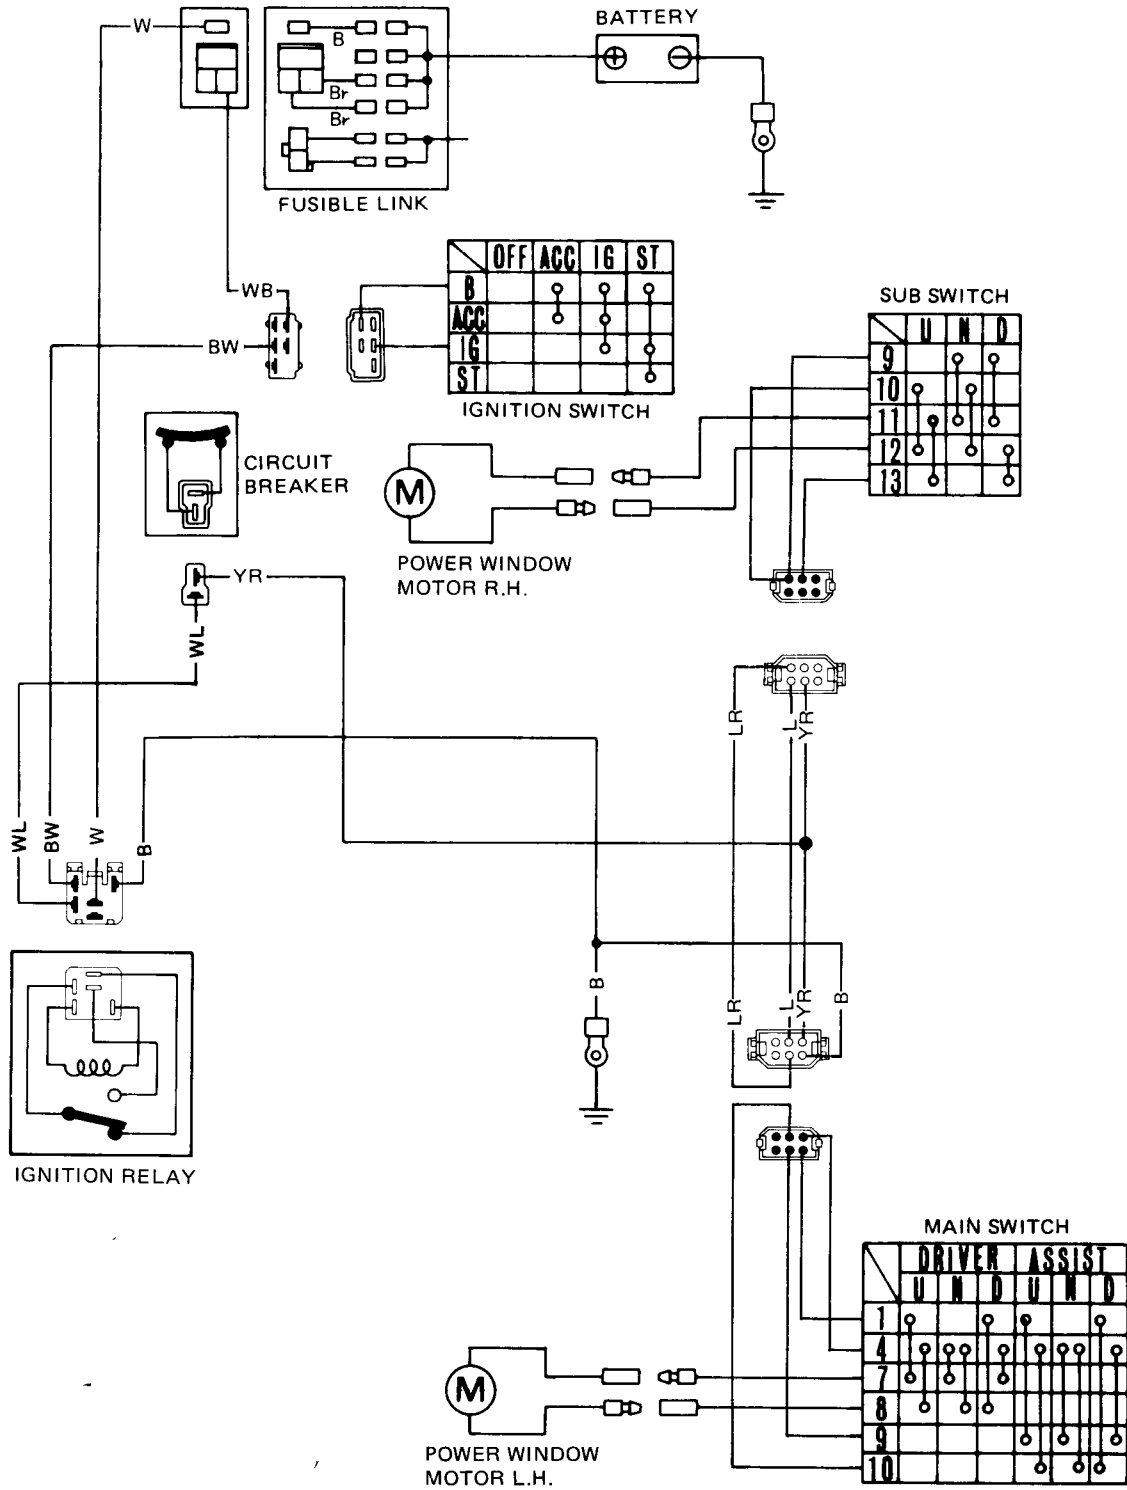 W
B
Br
Br
FUSIBLE LINK
BATTERY
OFF ACC IG ST
B
ACC
IG
ST
IGNITION SWITCH
SUB SWITCH
U N D
9
10
11
12
13
WB
BW
CIRCUIT
BREAKER
M
POWER WINDOW
MOTOR R.H.
YR
WL
LR
L
YR
WL
BW
W
B
B
LR
L
YR
B
IGNITION RELAY
MAIN SWITCH
DRIVER ASSIST
U N D U N D
1
4
7
8
9
10
M
POWER WINDOW
MOTOR L.H.